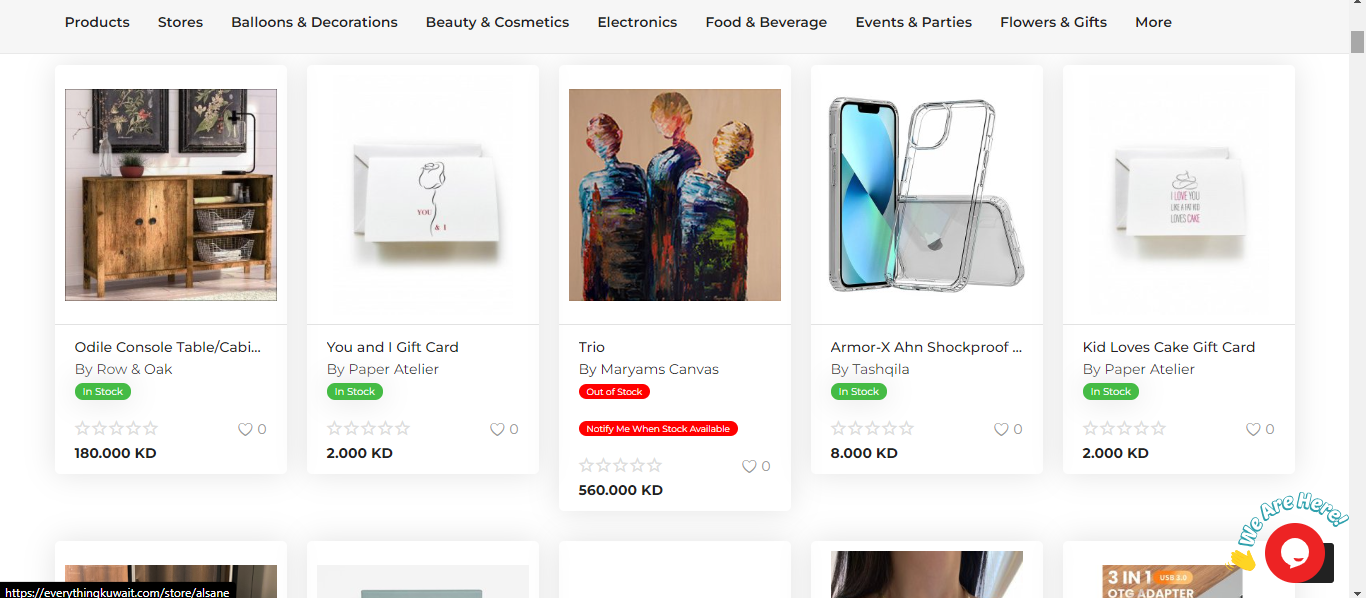 Products Stores Balloons & Decorations Beauty & Cosmetics Electronics Food & Beverage Events & Parties Flowers & Gifts More
YOU
& I
I LOVE YOU
LIKE A FAT KID
LOVES CAKE
Odile Console Table/Cabi...
By Row & Oak
In Stock
0
180.000 KD
You and I Gift Card
By Paper Atelier
In Stock
0
2.000 KD
Trio
By Maryams Canvas
Out of Stock
Notify Me When Stock Available
0
560.000 KD
Armor-X Ahn Shockproof ...
By Tashqila
In Stock
0
8.000 KD
Kid Loves Cake Gift Card
By Paper Atelier
In Stock
0
2.000 KD
We Are Here!
3 IN 1 USB 3.0
OTG ADAPTER
https://everythingkuwait.com/store/alsane